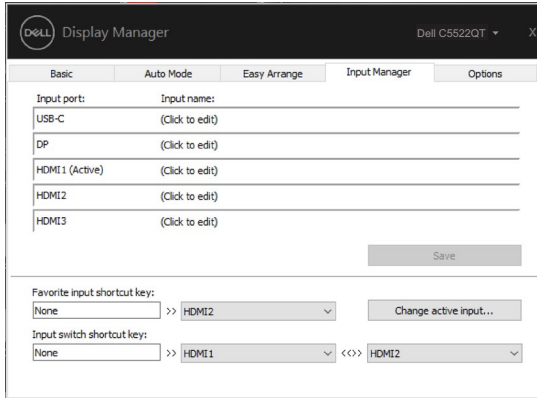 DELL Display Manager Dell C5522QT X
Basic Auto Mode Easy Arrange Input Manager Options
Input port: Input name:
USB-C (Click to edit)
DP (Click to edit)
HDMI1 (Active) (Click to edit)
HDMI2 (Click to edit)
HDMI3 (Click to edit)
Save
Favorite input shortcut key:
None >> HDMI2 Change active input...
Input switch shortcut key:
None >> HDMI1 <<>> HDMI2